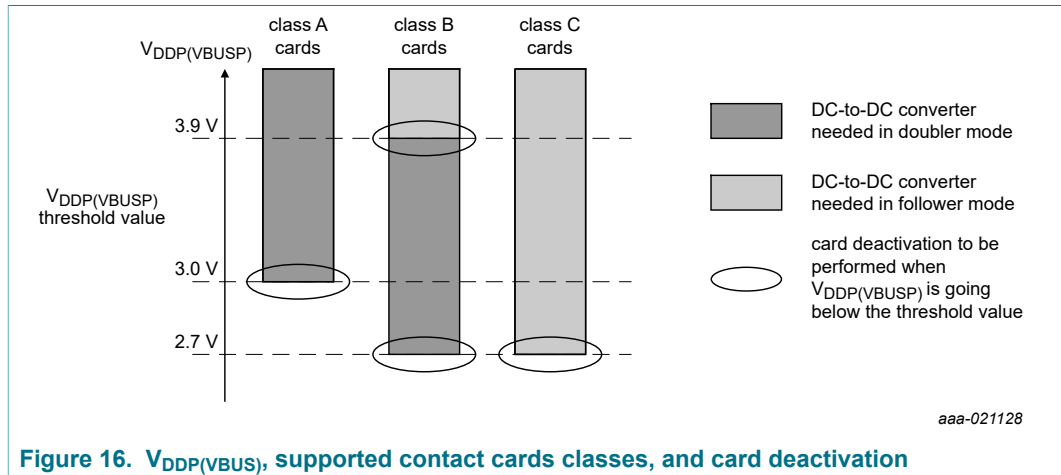 class A
cards
class B
cards
class C
cards
VDDP(VBUSP)
3.9 V
VDDP(VBUSP)
threshold value
3.0 V
2.7 V
DC-to-DC converter
needed in doubler mode
DC-to-DC converter
needed in follower mode
card deactivation to be
performed when
VDDP(VBUSP) is going
below the threshold value
aaa-021128
Figure 16. VDDP(VBUS), supported contact cards classes, and card deactivation